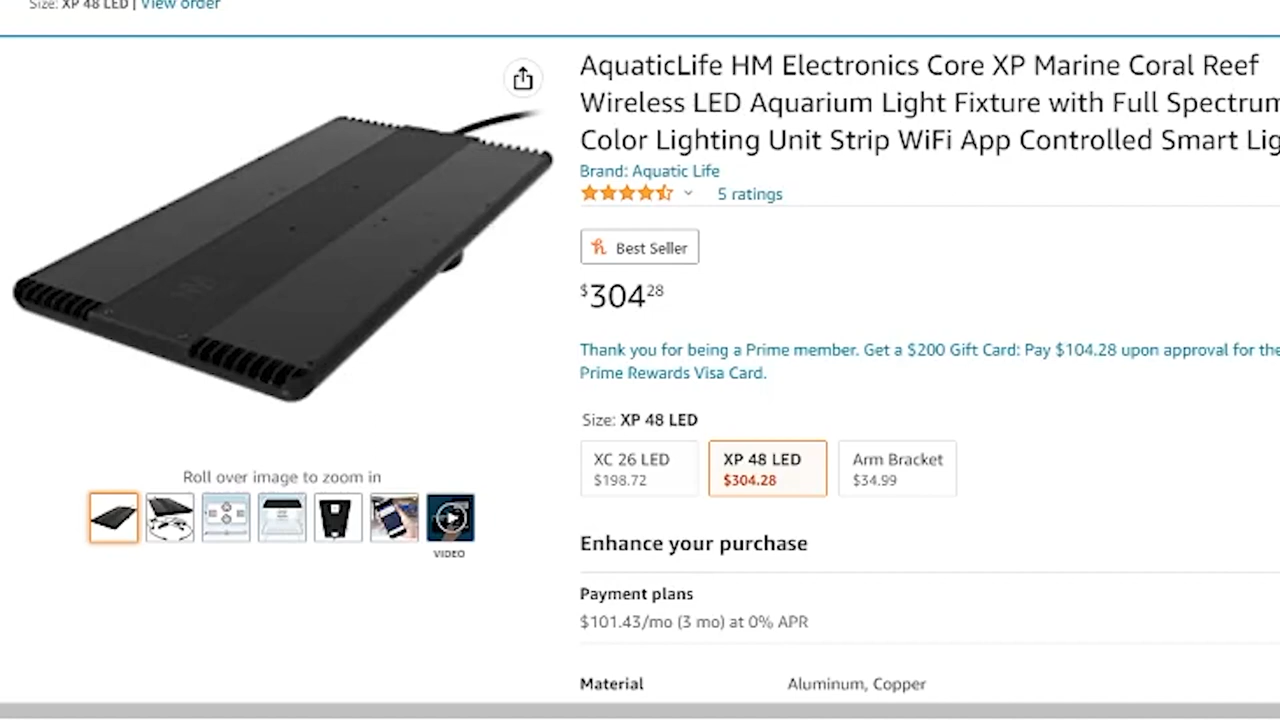 Size: XP 48 LED | View order
AquaticLife HM Electronics Core XP Marine Coral Reef
Wireless LED Aquarium Light Fixture with Full Spectrum
Color Lighting Unit Strip WiFi App Controlled Smart Lig
Brand: Aquatic Life
5 ratings
Best Seller
$304.28
Thank you for being a Prime member. Get a $200 Gift Card: Pay $104.28 upon approval for the
Prime Rewards Visa Card.
Size: XP 48 LED
XC 26 LED XP 48 LED Arm Bracket
$198.72 $304.28 $34.99
Roll over image to zoom in
VIDEO
Enhance your purchase
Payment plans
$101.43/mo (3 mo) at 0% APR
Material Aluminum, Copper